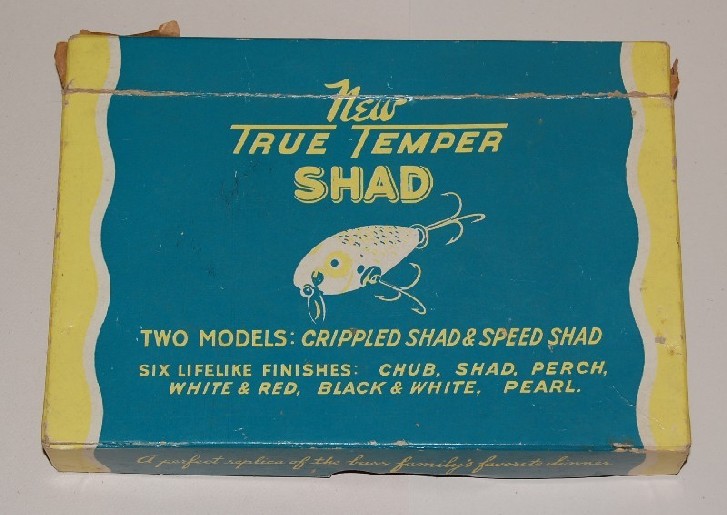 New
TRUE TEMPER
SHAD
TWO MODELS: CRIPPLED SHAD & SPEED SHAD
SIX LIFELIKE FINISHES: CHUB, SHAD, PERCH,
WHITE & RED, BLACK & WHITE, PEARL.
A perfect replica of the bass family's favorite dinner